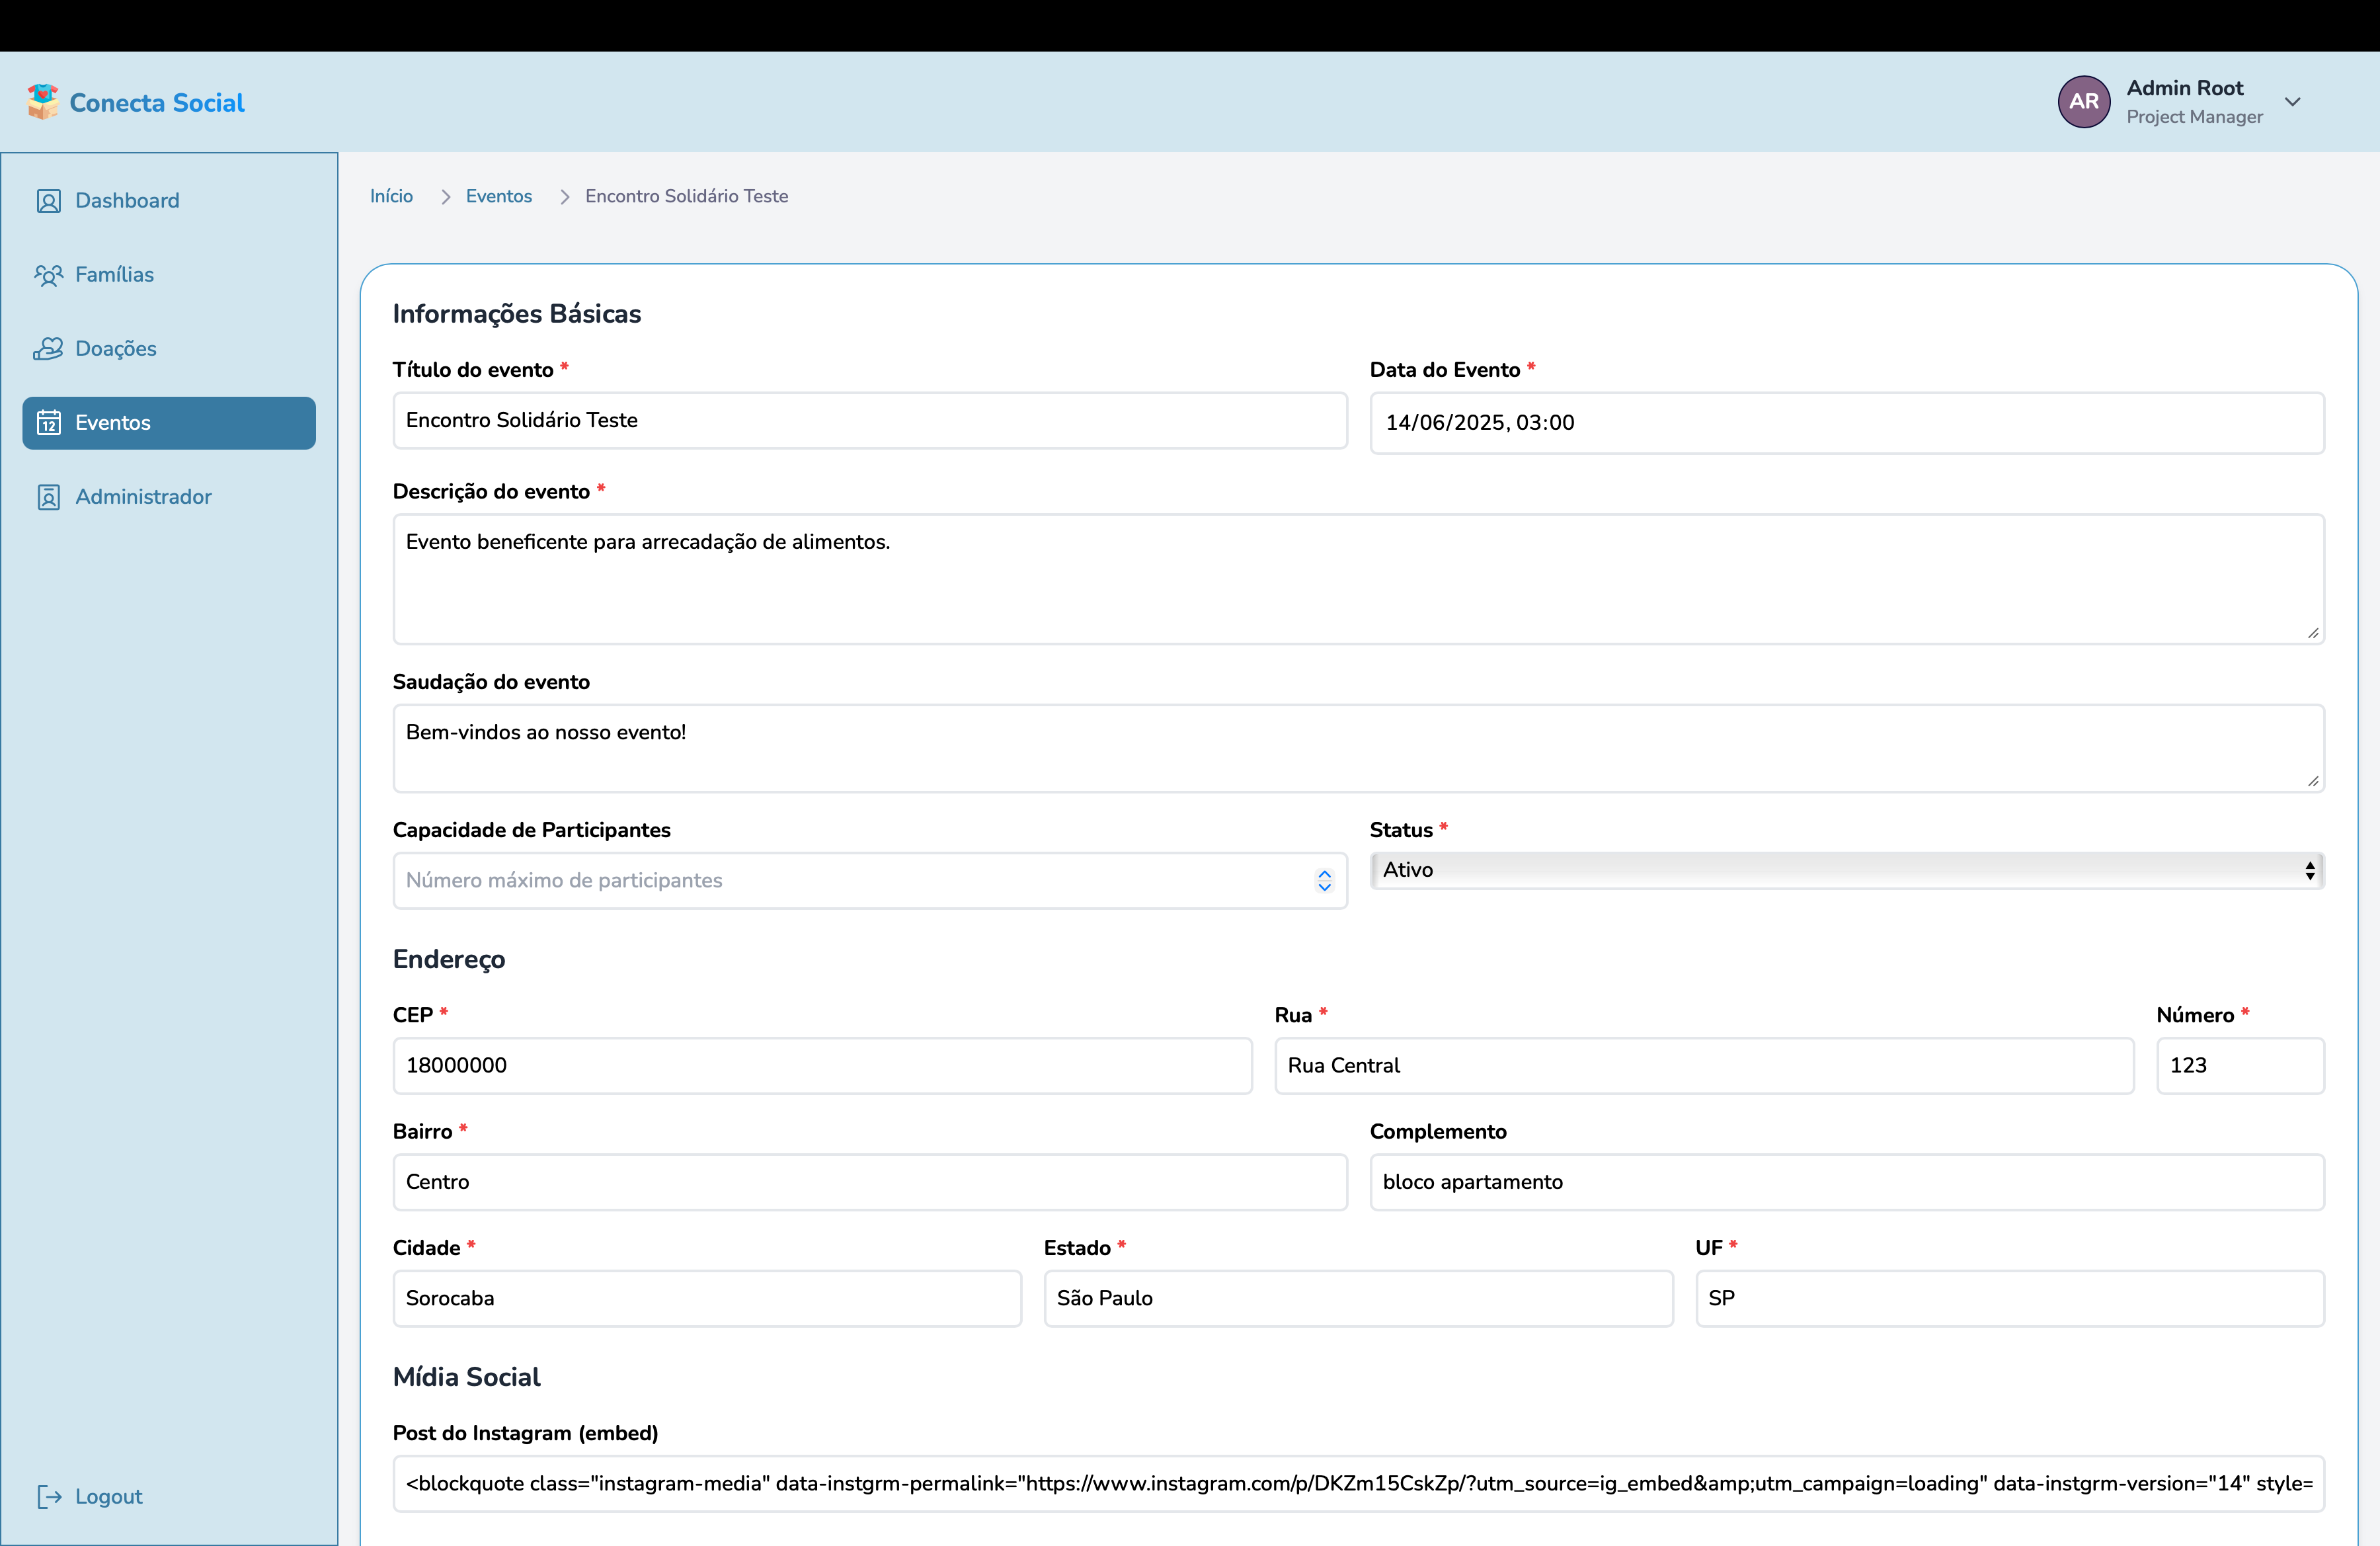 Conecta Social
AR
Admin Root
Project Manager
Dashboard
Famílias
Doações
12
Eventos
Administrador
Logout
Início
Eventos
Encontro Solidário Teste
Informações Básicas
Título do evento *
Data do Evento *
Encontro Solidário Teste
14/06/2025, 03:00
Descrição do evento *
Evento beneficente para arrecadação de alimentos.
Saudação do evento
Bem-vindos ao nosso evento!
Capacidade de Participantes
Status *
Número máximo de participantes
Ativo
Endereço
CEP *
Rua *
Número *
18000000
Rua Central
123
Bairro *
Complemento
Centro
bloco apartamento
Cidade *
Estado *
UF *
Sorocaba
São Paulo
SP
Mídia Social
Post do Instagram (embed)
<blockquote class="instagram-media" data-instgrm-permalink="https://www.instagram.com/p/DKZm15CskZp/?utm_source=ig_embed&amp;utm_campaign=loading" data-instgrm-version="14" style=